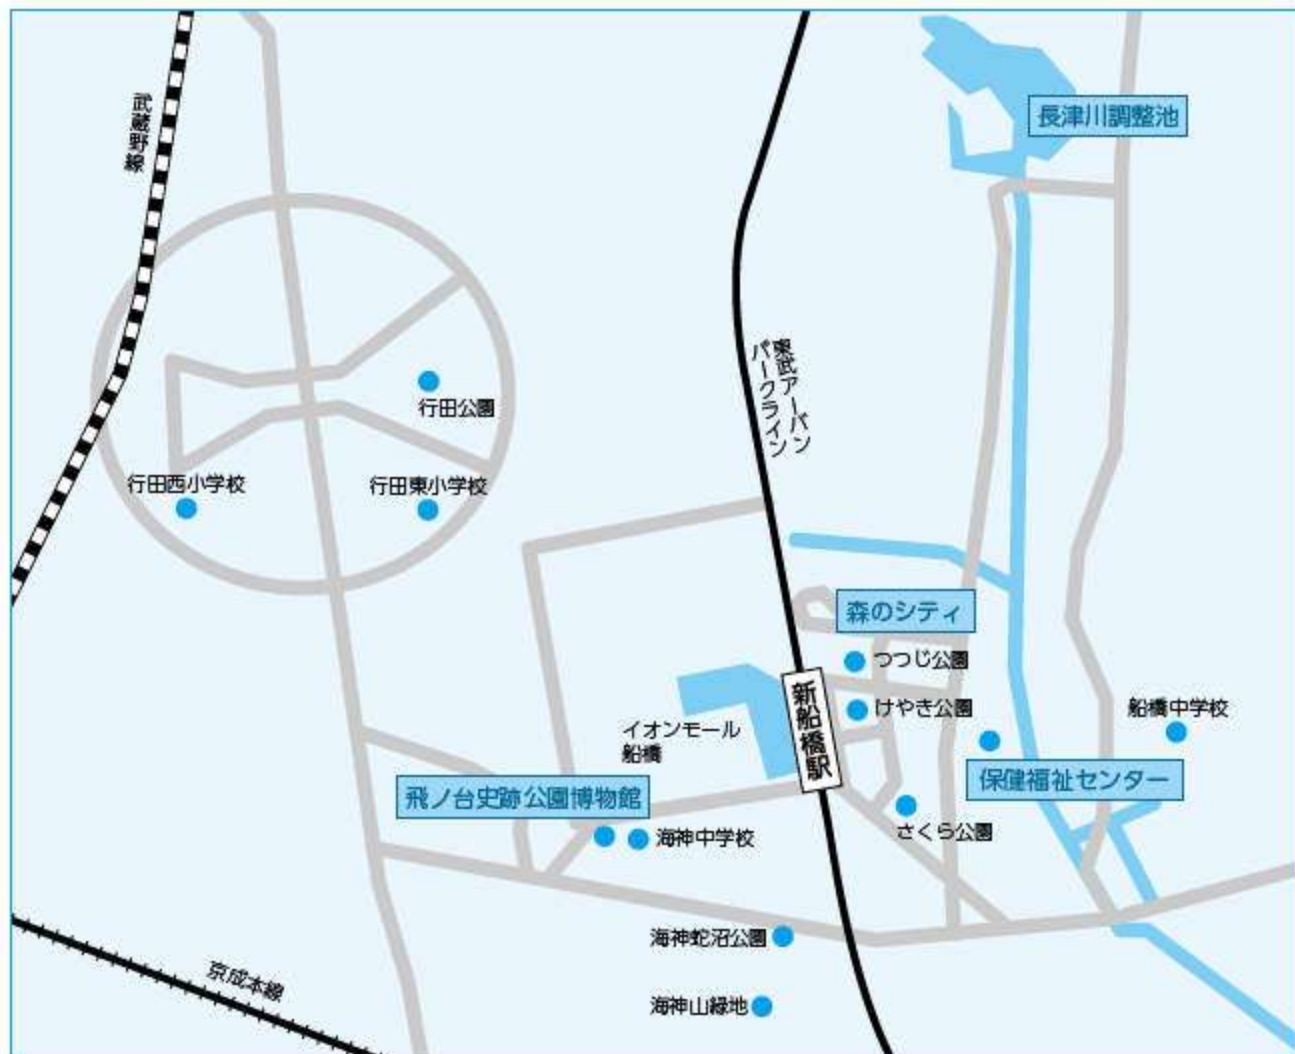 武蔵野線
長津川調整池
東武アーバン
パークライン
行田公園
行田西小学校
行田東小学校
森のシティ
つつじ公園
けやき公園
新船橋駅
イオンモール
船橋
船橋中学校
保健福祉センター
飛ノ台史跡公園博物館
さくら公園
海神中学校
海神蛇沼公園
京成本線
海神山緑地